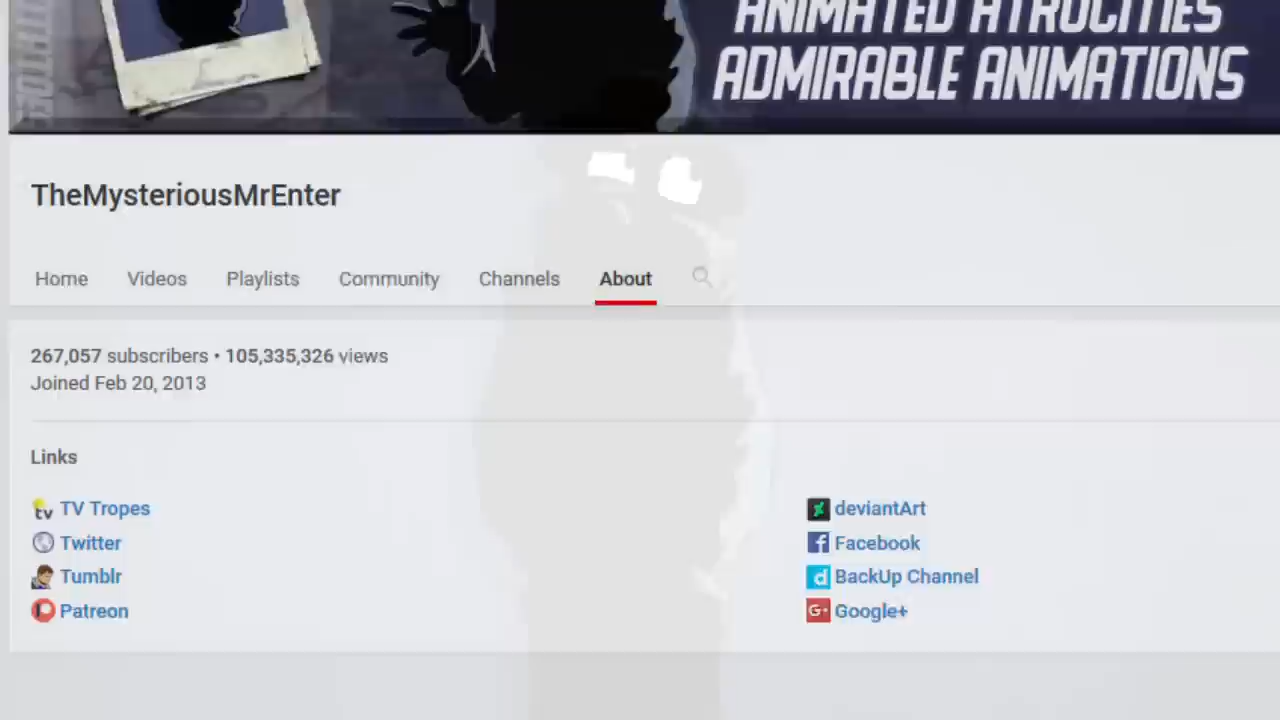 ANIMATED ATROCITIES
ADMIRABLE ANIMATIONS
TheMysteriousMrEnter
Home Videos Playlists Community Channels About
267,057 subscribers • 105,335,326 views
Joined Feb 20, 2013
Links
TV Tropes deviantArt
Twitter Facebook
Tumblr BackUp Channel
Patreon Google+